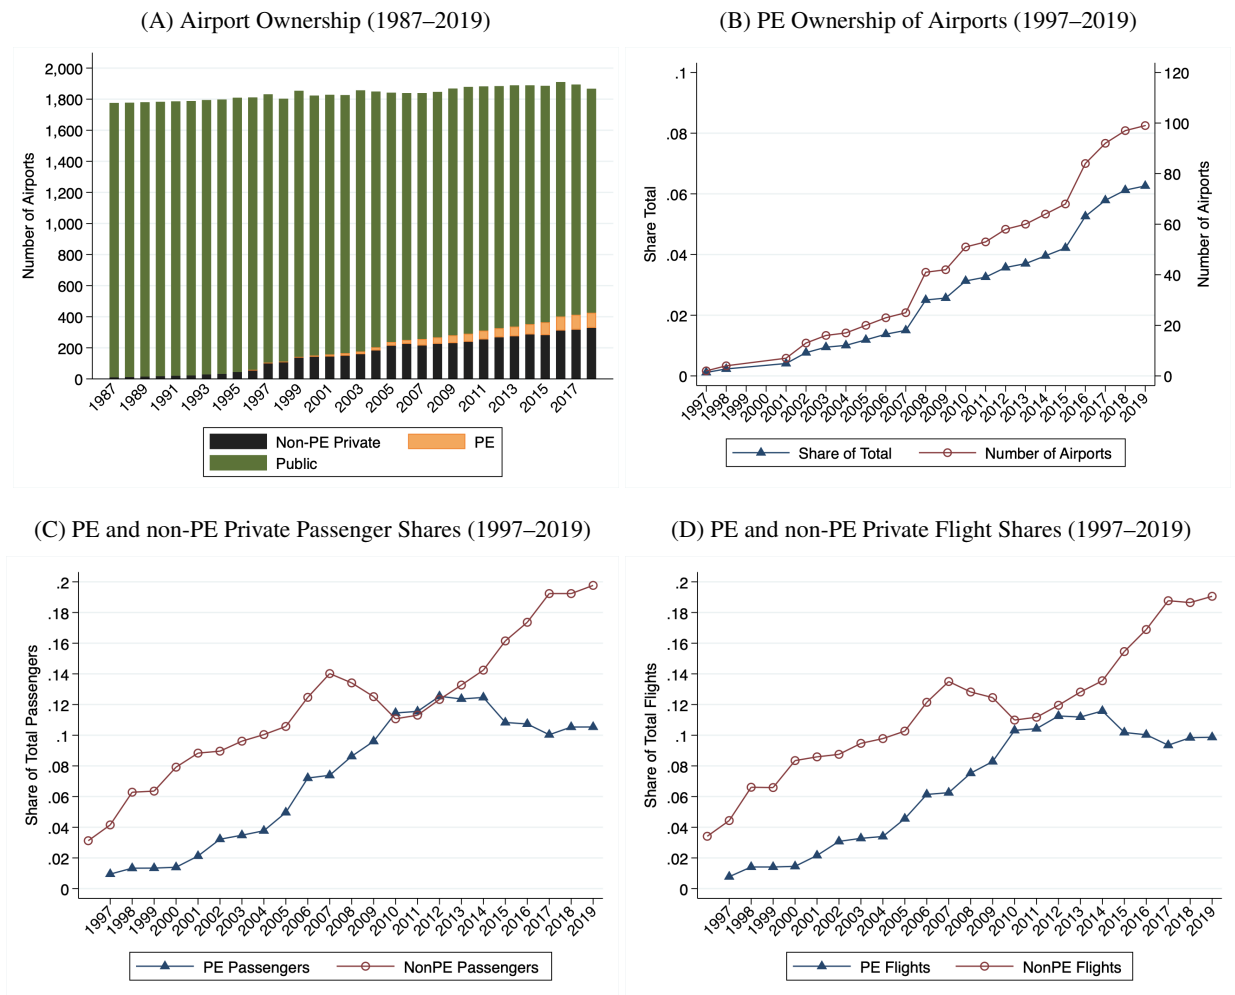 (A) Airport Ownership (1987–2019)
Number of Airports
2,000
1,800
1,600
1,400
1,200
1,000
800
600
400
200
0
1987 1989 1991 1993 1995 1997 1999 2001 2003 2005 2007 2009 2011 2013 2015 2017
Non-PE Private PE
Public
(B) PE Ownership of Airports (1997–2019)
Share Total
.1
.08
.06
.04
.02
0
Number of Airports
120
100
80
60
40
20
0
1997 1998 1999 2000 2001 2002 2003 2004 2005 2006 2007 2008 2009 2010 2011 2012 2013 2014 2015 2016 2017 2018 2019
Share of Total Number of Airports
(C) PE and non-PE Private Passenger Shares (1997–2019)
Share of Total Passengers
.2
.18
.16
.14
.12
.1
.08
.06
.04
.02
0
1997 1998 1999 2000 2001 2002 2003 2004 2005 2006 2007 2008 2009 2010 2011 2012 2013 2014 2015 2016 2017 2018 2019
PE Passengers NonPE Passengers
(D) PE and non-PE Private Flight Shares (1997–2019)
Share of Total Flights
.2
.18
.16
.14
.12
.1
.08
.06
.04
.02
0
1997 1998 1999 2000 2001 2002 2003 2004 2005 2006 2007 2008 2009 2010 2011 2012 2013 2014 2015 2016 2017 2018 2019
PE Flights NonPE Flights